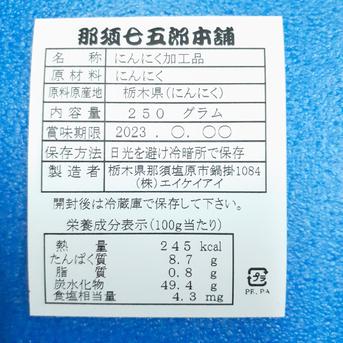 那須七五郎本舗
名称 にんにく加工品
原材料 にんにく
原料原産地 栃木県(にんにく)
内容量 250 グラム
賞味期限 2023.〇.〇〇
保存方法 日光を避け冷暗所で保存
製造者 栃木県那須塩原市鍋掛1084
(株)エイケイアイ
開封後は冷蔵庫で保存して下さい。
栄養成分表示(100g当たり)
熱量 245 kcal
たんぱく質 8.7 g
脂質 0.8 g
炭水化物 49.4 g
食塩相当量 4.3 mg
プラ
PE,PA